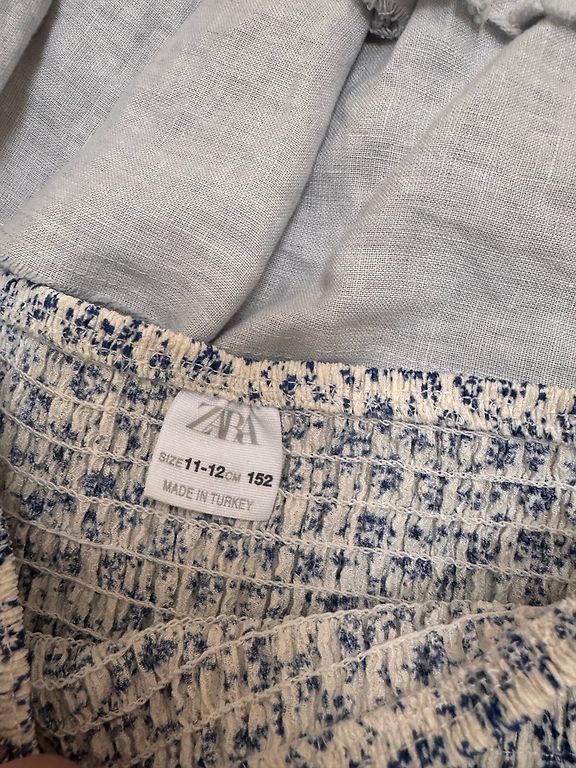 ZARA
SIZE 11-12 CM 152
MADE IN TURKEY